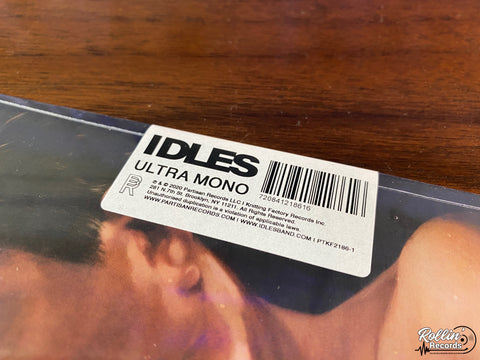 IDLES
ULTRA MONO
720841218616
℗ & © 2020 Partisan Records LLC | Knitting Factory Records Inc
281 N.7th St. Brooklyn, NY 11211. All Rights Reserved.
Unauthorised duplication is a violation of applicable laws.
WWW.PARTISANRECORDS.COM | WWW.IDLESBAND.COM | PTKF2186-1
Rollin'
Records